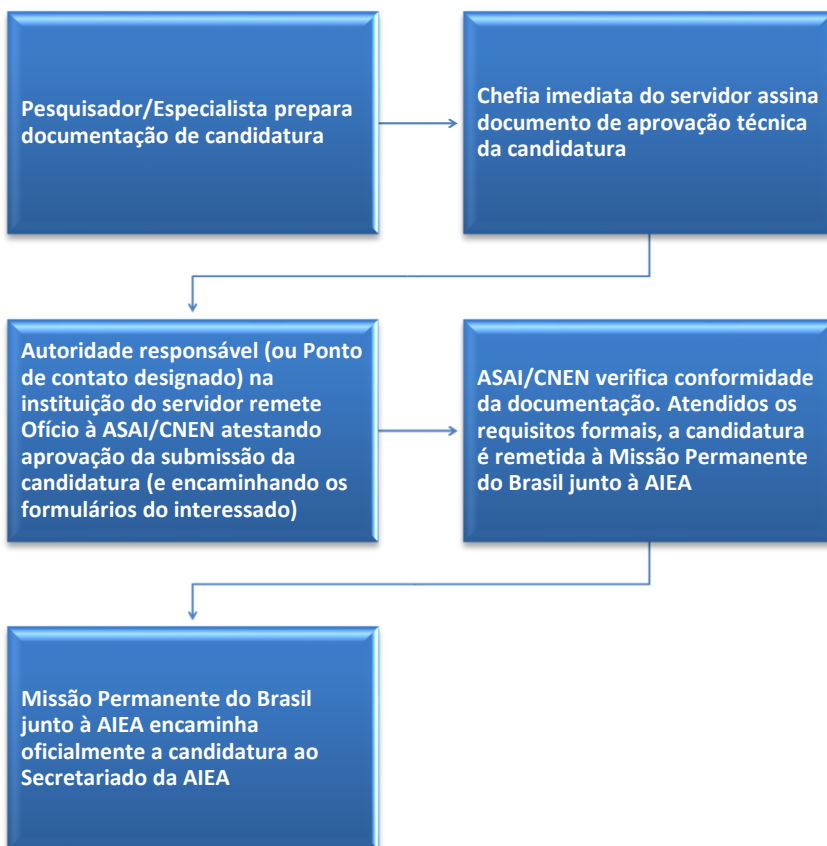 Pesquisador/Especialista prepara
documentação de candidatura
Chefia imediata do servidor assina
documento de aprovação técnica
da candidatura
Autoridade responsável (ou Ponto
de contato designado) na
instituição do servidor remete
Ofício à ASAI/CNEN atestando
aprovação da submissão da
candidatura (e encaminhando os
formulários do interessado)
ASAI/CNEN verifica conformidade
da documentação. Atendidos os
requisitos formais, a candidatura
é remetida à Missão Permanente
do Brasil junto à AIEA
Missão Permanente do Brasil
junto à AIEA encaminha
oficialmente a candidatura ao
Secretariado da AIEA